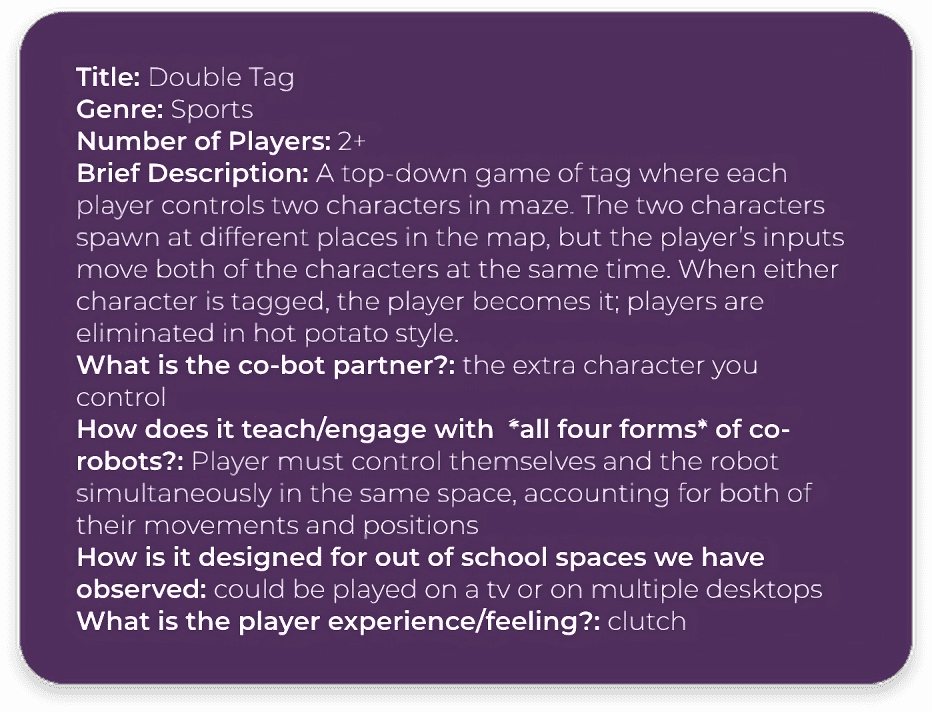 Title: Double Tag
Genre: Sports
Number of Players: 2+
Brief Description: A top-down game of tag where each
player controls two characters in maze. The two characters
spawn at different places in the map, but the player's inputs
move both of the characters at the same time. When either
character is tagged, the player becomes it; players are
eliminated in hot potato style.
What is the co-bot partner?: the extra character you
control
How does it teach/engage with *all four forms* of co-
robots?: Player must control themselves and the robot
simultaneously in the same space, accounting for both of
their movements and positions
How is it designed for out of school spaces we have
observed: could be played on a tv or on multiple desktops
What is the player experience/feeling?: clutch